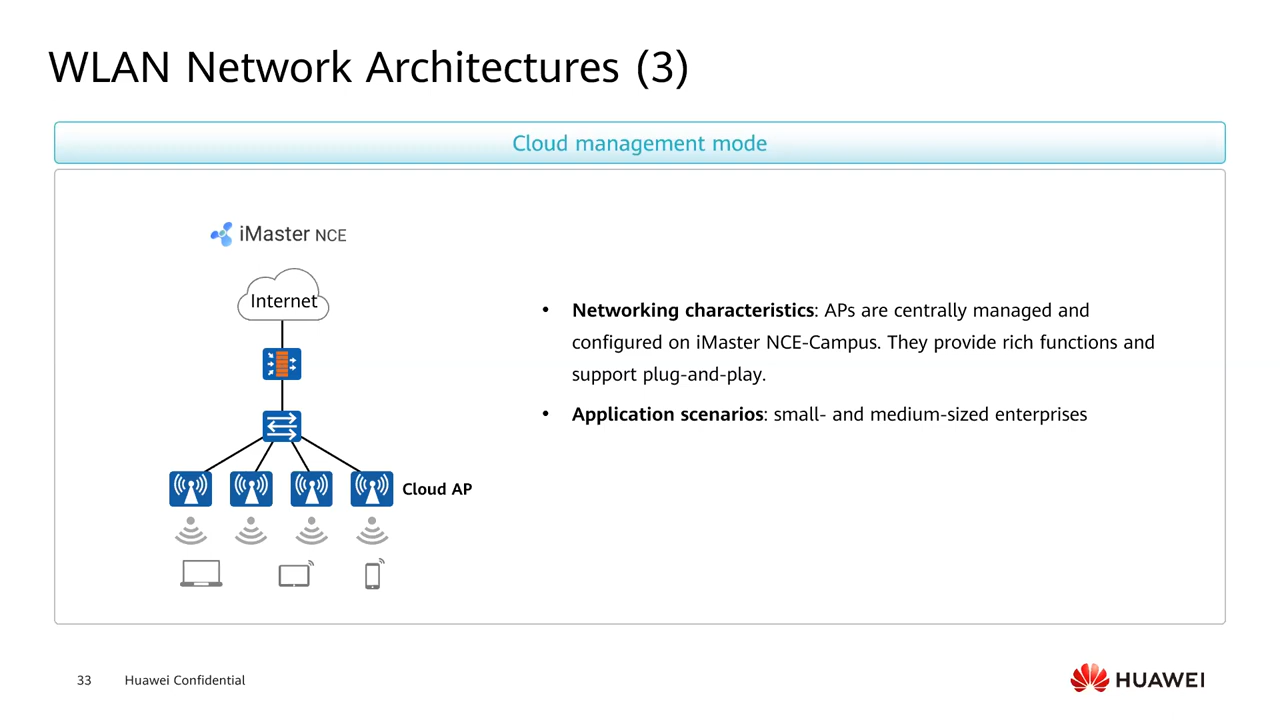 WLAN Network Architectures (3)
Cloud management mode
iMaster NCE
Internet
Cloud AP
• Networking characteristics: APs are centrally managed and
configured on iMaster NCE-Campus. They provide rich functions and
support plug-and-play.
• Application scenarios: small- and medium-sized enterprises
33 Huawei Confidential
HUAWEI